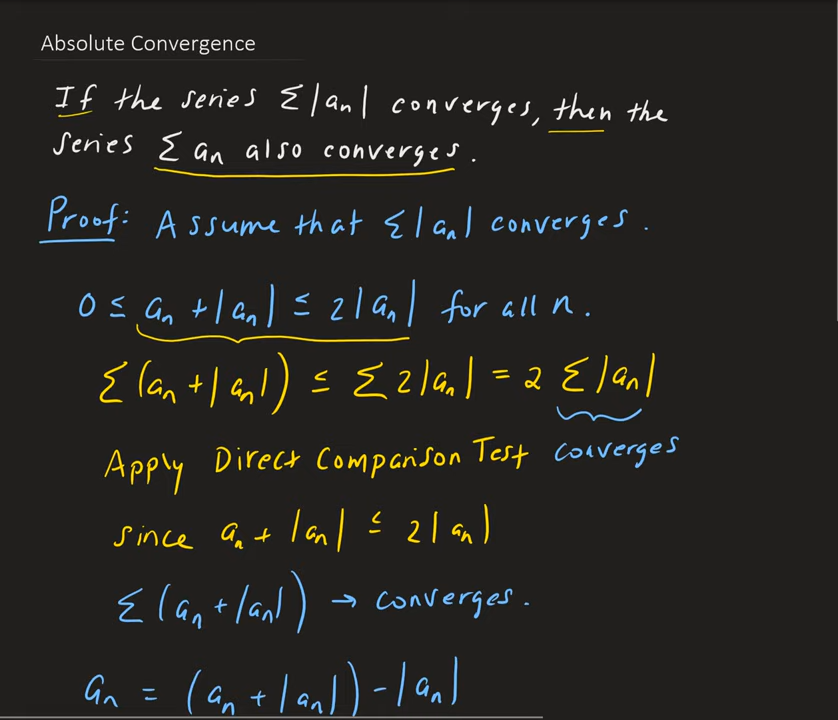 Absolute Convergence
If the series Σ|aₙ| converges, then the
series Σ aₙ also converges.
Proof: Assume that Σ|aₙ| converges.
0 ≤ aₙ + |aₙ| ≤ 2|aₙ| for all n.
Σ(aₙ + |aₙ|) ≤ Σ 2|aₙ| = 2 Σ|aₙ|
Apply Direct Comparison Test converges
since aₙ + |aₙ| ≤ 2|aₙ|
Σ(aₙ + |aₙ|) → converges.
aₙ = (aₙ + |aₙ|) - |aₙ|